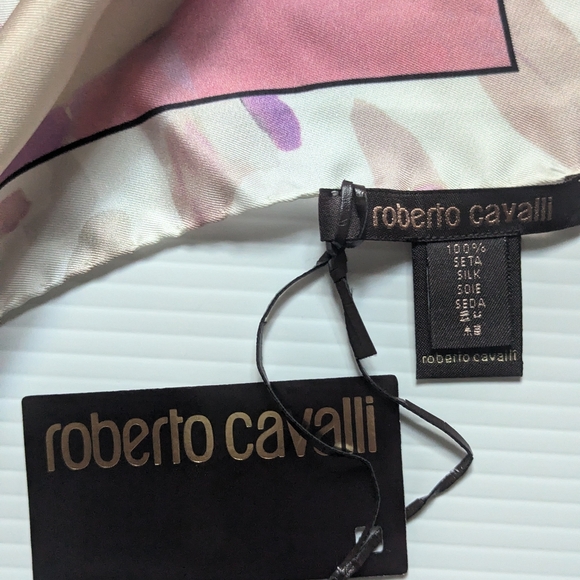 roberto cavalli
100%
SETA
SILK
SOIE
SEDA
roberto cavalli
roberto cavalli